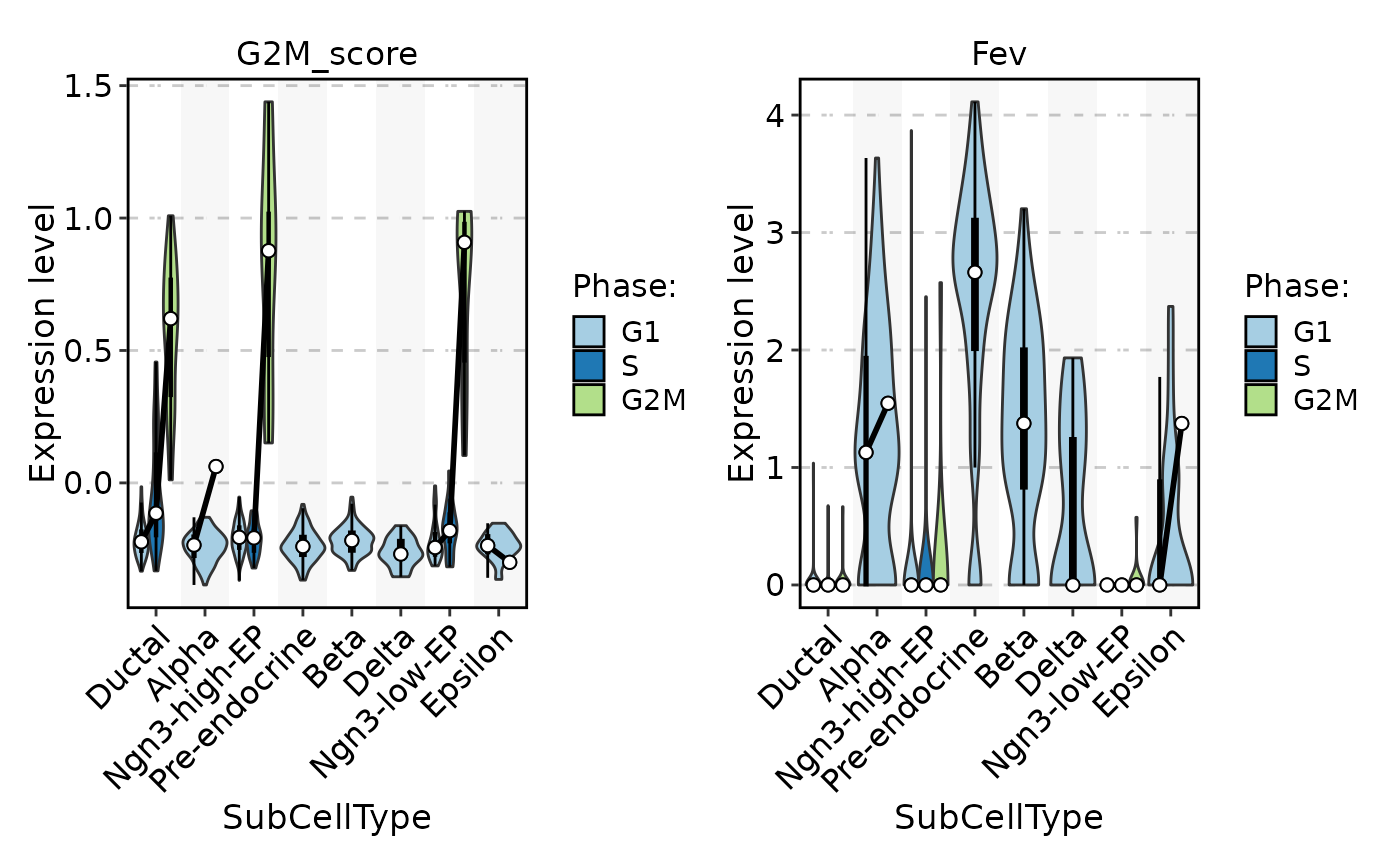 G2M_score
Expression level
1.5
1.0
0.5
0.0
Ductal
Alpha
Ngn3-high-EP
Pre-endocrine
Beta
Delta
Ngn3-low-EP
Epsilon
SubCellType
Phase:
G1
S
G2M
Fev
Expression level
4
3
2
1
0
Ductal
Alpha
Ngn3-high-EP
Pre-endocrine
Beta
Delta
Ngn3-low-EP
Epsilon
SubCellType
Phase:
G1
S
G2M